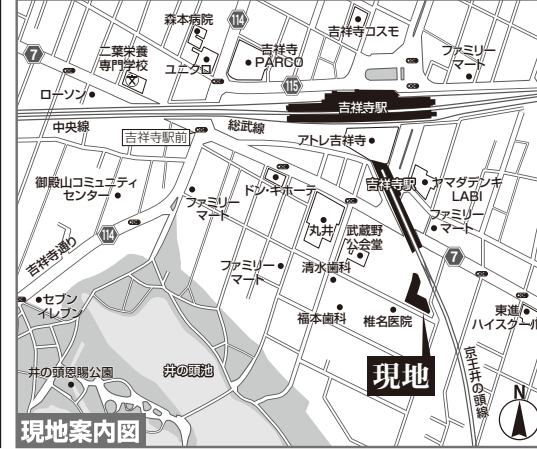 森本病院
114
吉祥寺コスモ
7
二葉栄養
専門学校
ユニクロ
吉祥寺
PARCO
ファミリー
マート
ローソン
115
吉祥寺駅
中央線
吉祥寺駅前
総武線
アトレ吉祥寺
御殿山コミュニティ
センター
ファミリー
マート
ドン・キホーテ
吉祥寺駅
ヤマダデンキ
LABI
ファミリー
マート
丸井
武蔵野
公会堂
114
7
吉祥寺通り
ファミリー
マート
清水歯科
セブン
イレブン
福本歯科
椎名医院
東進
ハイスクール
井の頭恩賜公園
井の頭池
現地
京王井の頭線
N
現地案内図